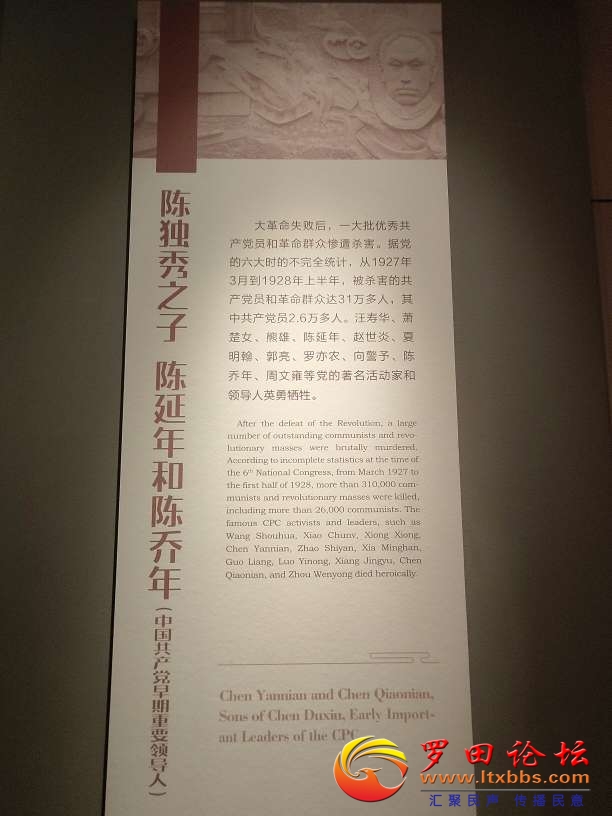 陈独秀之子 陈延年和陈乔年(中国共产党早期重要领导人)
大革命失败后，一大批优秀共
产党员和革命群众惨遭杀害。据党
的六大时的不完全统计，从1927年
3月到1928年上半年，被杀害的共
产党员和革命群众达31万多人，其
中共产党员2.6万多人。汪寿华、萧
楚女、熊雄、陈延年、赵世炎、夏
明翰、郭亮、罗亦农、向警予、陈
乔年、周文雍等党的著名活动家和
领导人英勇牺牲。
After the defeat of the Revolution, a large
number of outstanding communists and revo-
lutionary masses were brutally murdered.
According to incomplete statistics at the time of
the 6th National Congress, from March 1927 to
the first half of 1928, more than 310,000 com-
munists and revolutionary masses were killed,
including more than 26,000 communists. The
famous CPC activists and leaders, such as
Wang Shouhua, Xiao Chunv, Xiong Xiong,
Chen Yannian, Zhao Shiyan, Xia Minghan,
Guo Liang, Luo Yinong, Xiang Jingyu, Chen
Qiaonian, and Zhou Wenyong died heroically.
Chen Yannian and Chen Qiaonian,
Sons of Chen Duxiu, Early Import-
ant Leaders of the CPC
罗田论坛
www.ltxbbs.com
汇聚民声 传播民意